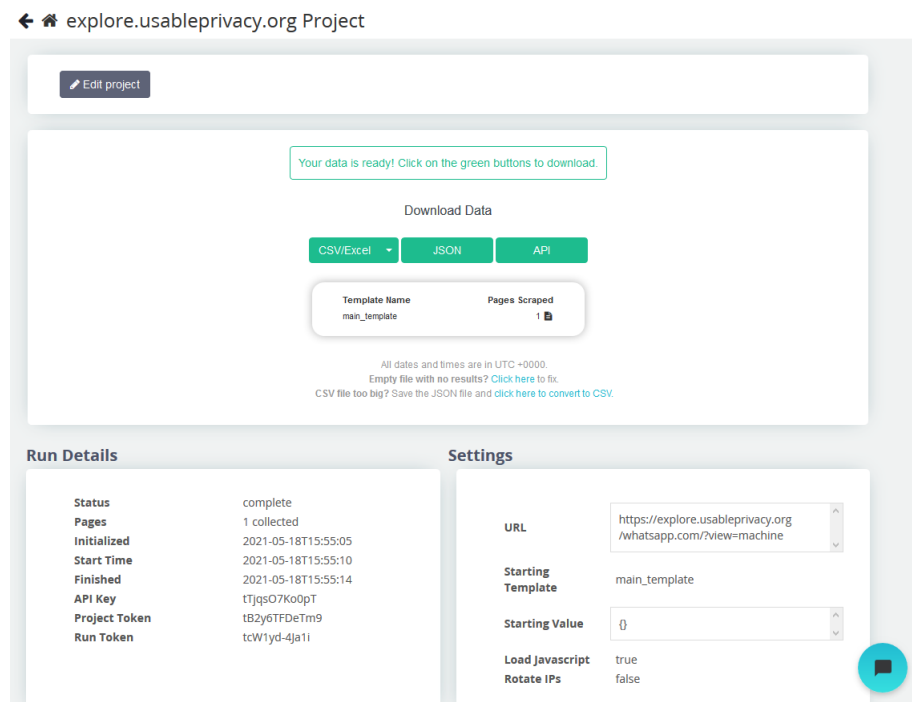 explore.usableprivacy.org Project
Edit project
Your data is ready! Click on the green buttons to download.
Download Data
CSV/Excel
JSON
API
Template Name Pages Scraped
main_template 1
All dates and times are in UTC +0000.
Empty file with no results? Click here to fix.
CSV file too big? Save the JSON file and click here to convert to CSV.
Run Details
Status complete
Pages 1 collected
Initialized 2021-05-18T15:55:05
Start Time 2021-05-18T15:55:10
Finished 2021-05-18T15:55:14
API Key tTjqsO7Ko0pT
Project Token tB2y6TFDeTm9
Run Token tcW1yd-4Ja1i
Settings
URL https://explore.usableprivacy.org
/whatsapp.com/?view=machine
Starting
Template main_template
Starting Value {}
Load Javascript true
Rotate IPs false